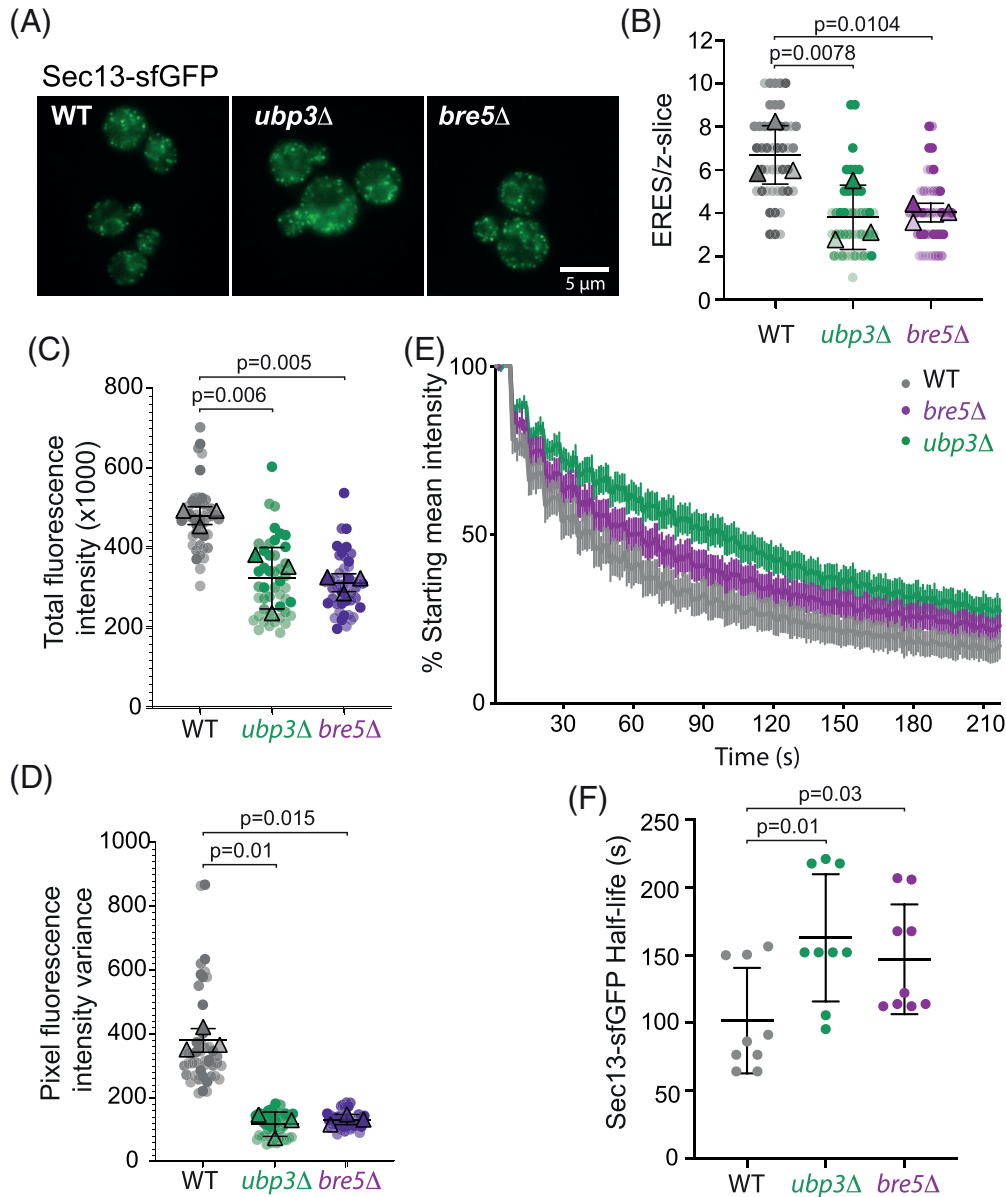 (A)
Sec13-sfGFP
WT
ubp3Δ
bre5Δ
5 μm
(B)
p=0.0104
p=0.0078
12
10
8
6
4
2
0
ERES/z-slice
WT
ubp3Δ
bre5Δ
(C)
p=0.005
p=0.006
800
600
400
200
0
Total fluorescence
intensity (x1000)
WT
ubp3Δ
bre5Δ
(E)
100
50
0
% Starting mean intensity
WT
bre5Δ
ubp3Δ
30
60
90
120
150
180
210
Time (s)
(D)
p=0.015
p=0.01
1000
800
600
400
200
0
Pixel fluorescence
intensity variance
WT
ubp3Δ
bre5Δ
(F)
p=0.03
p=0.01
250
200
150
100
50
0
Sec13-sfGFP Half-life (s)
WT
ubp3Δ
bre5Δ